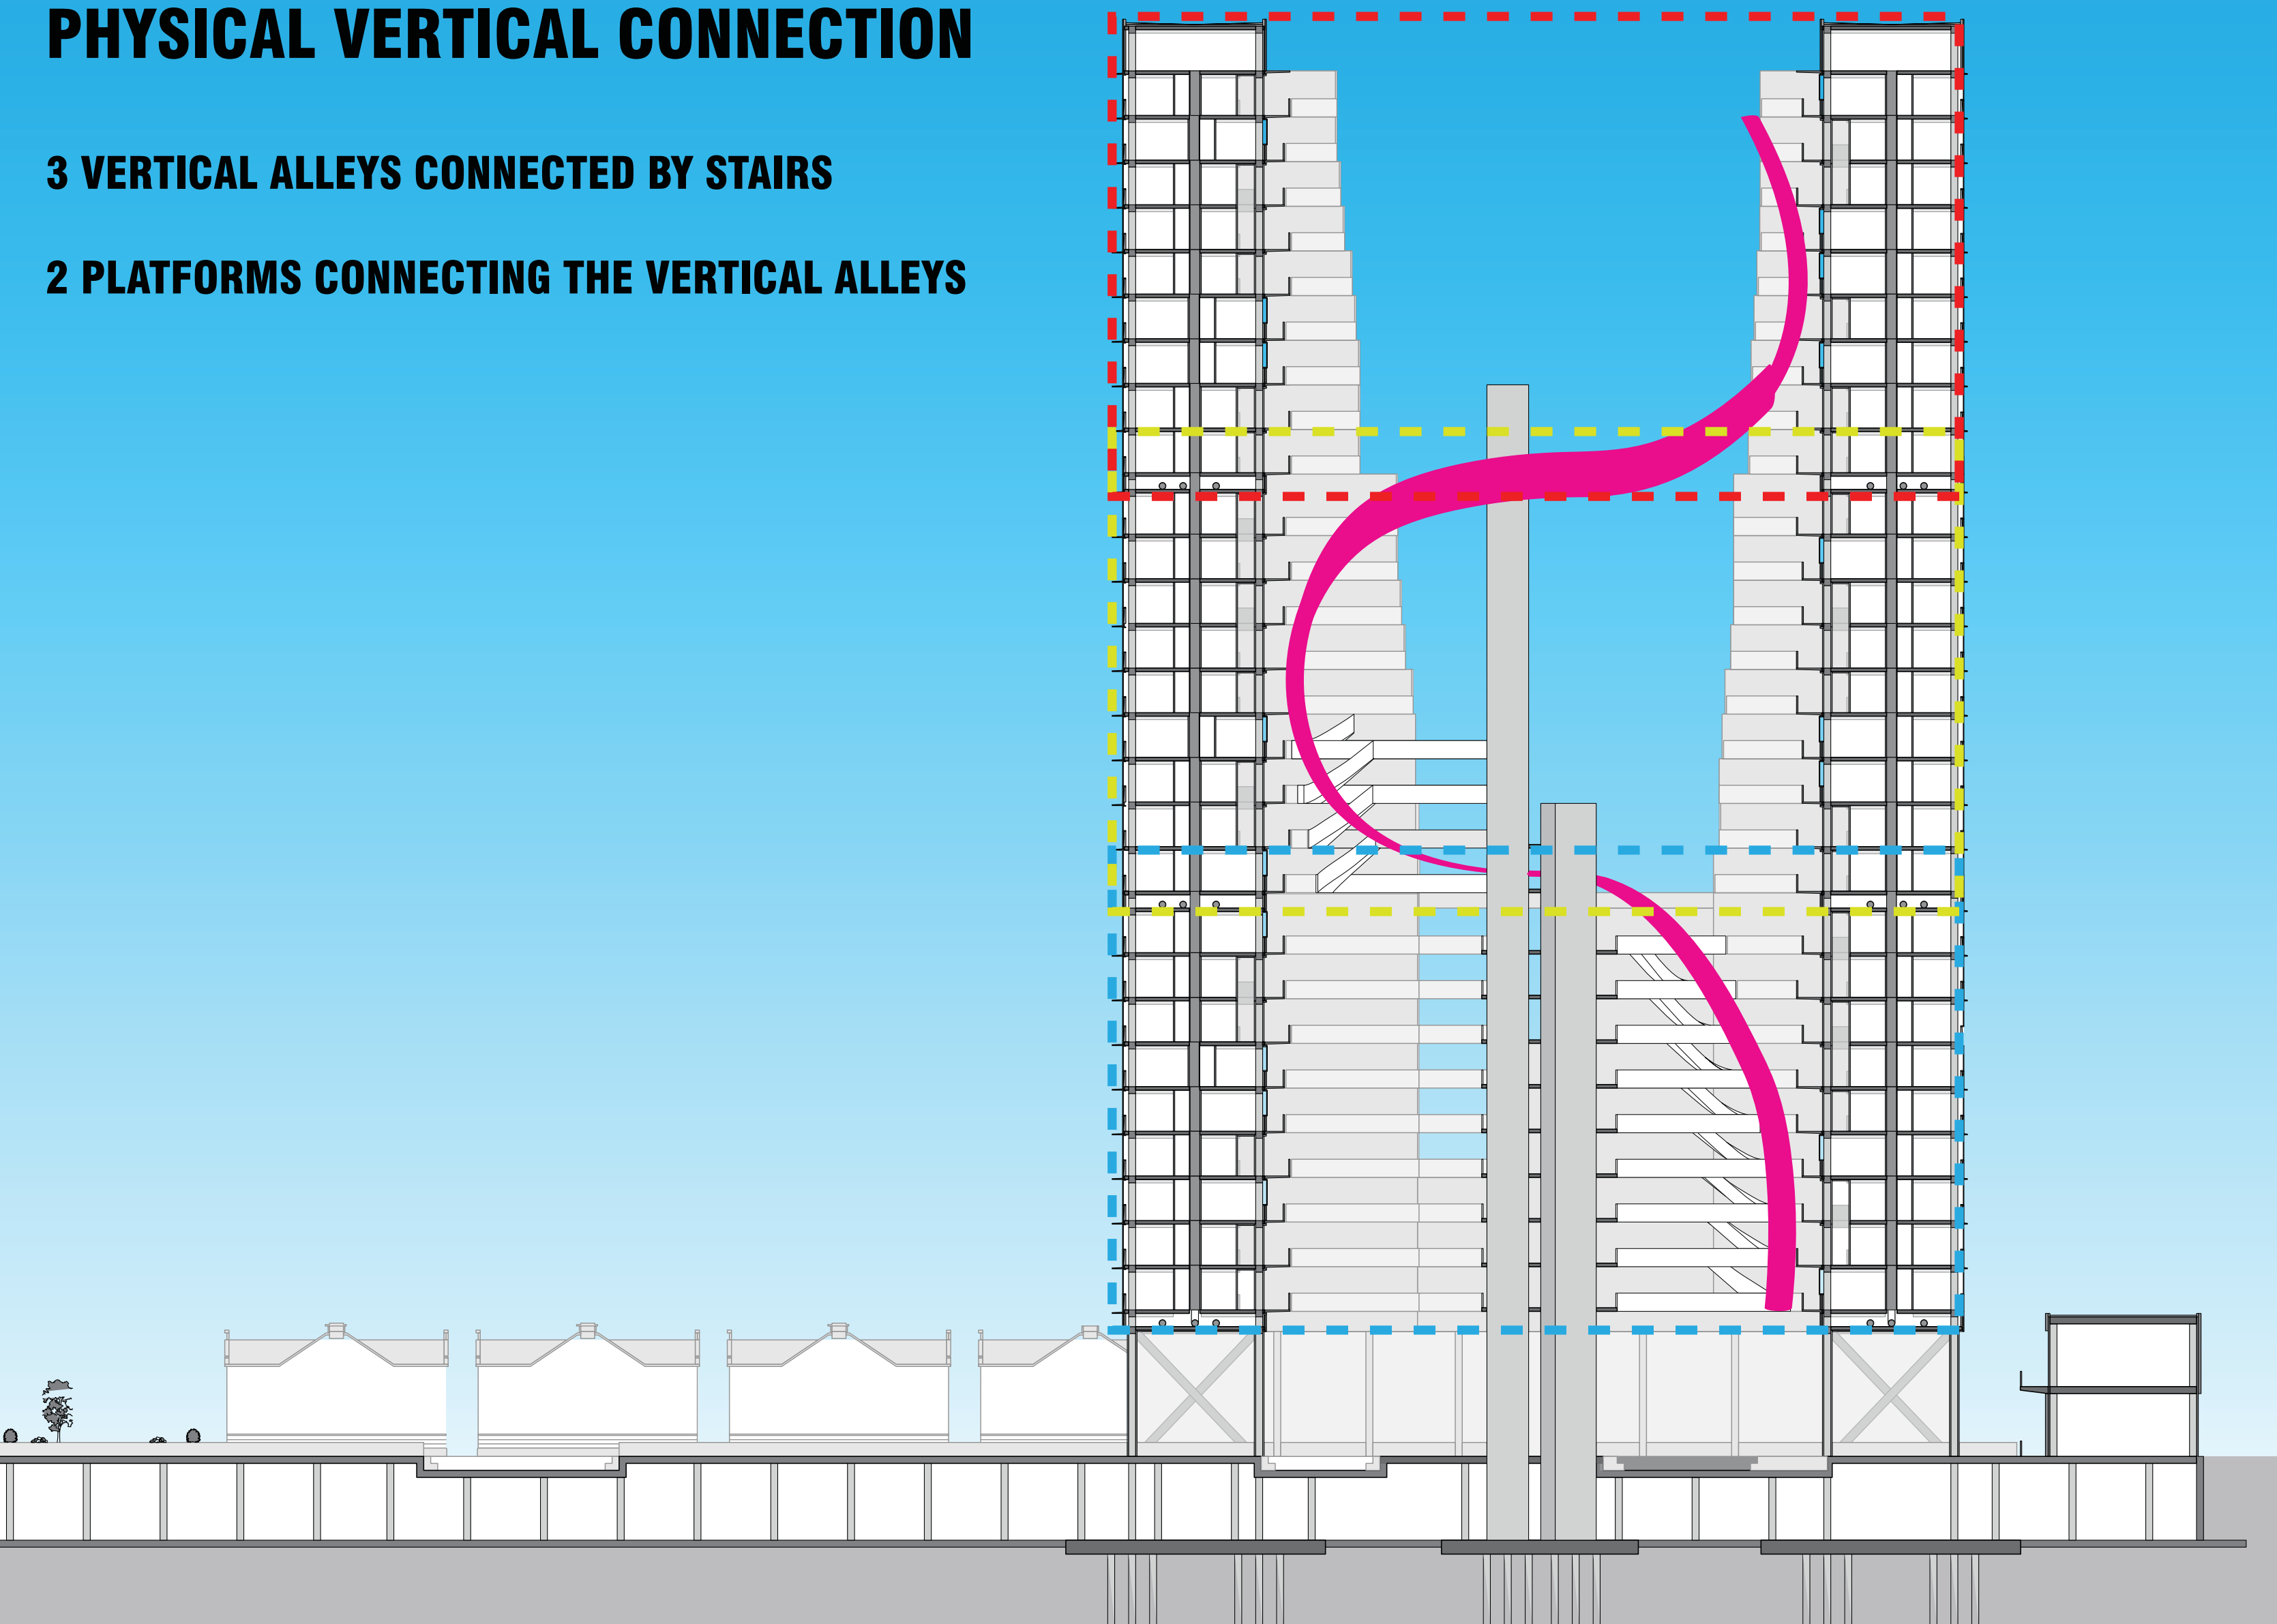 PHYSICAL VERTICAL CONNECTION
3 VERTICAL ALLEYS CONNECTED BY STAIRS
2 PLATFORMS CONNECTING THE VERTICAL ALLEYS